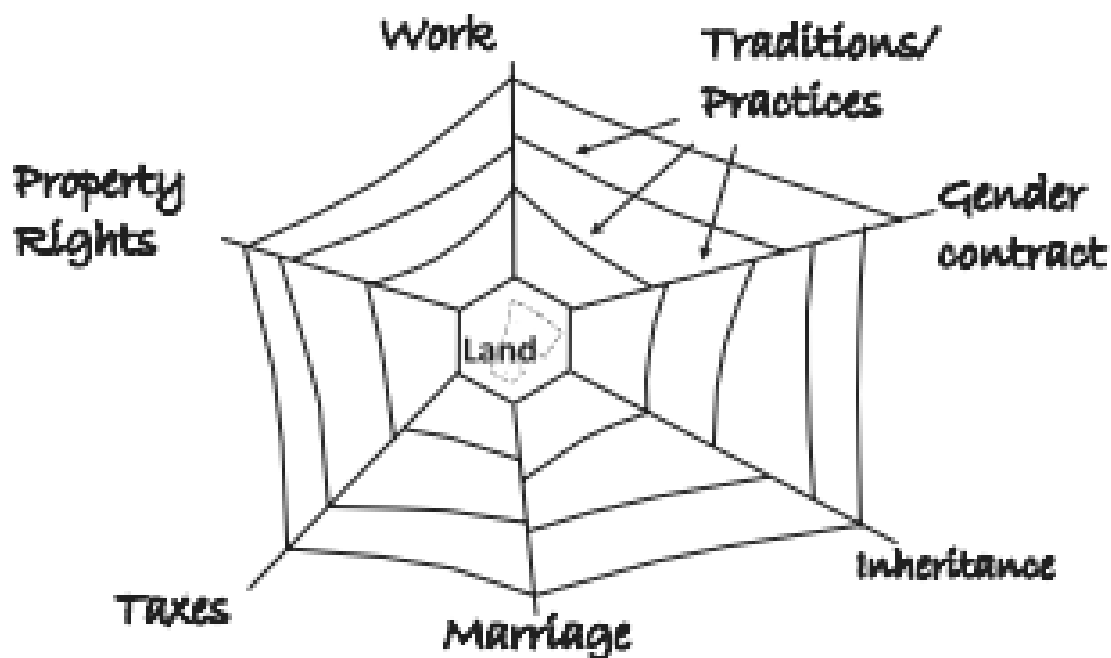 Work
Traditions/
Practices
Property
Rights
Gender
contract
Land
Inheritance
Taxes
Marriage